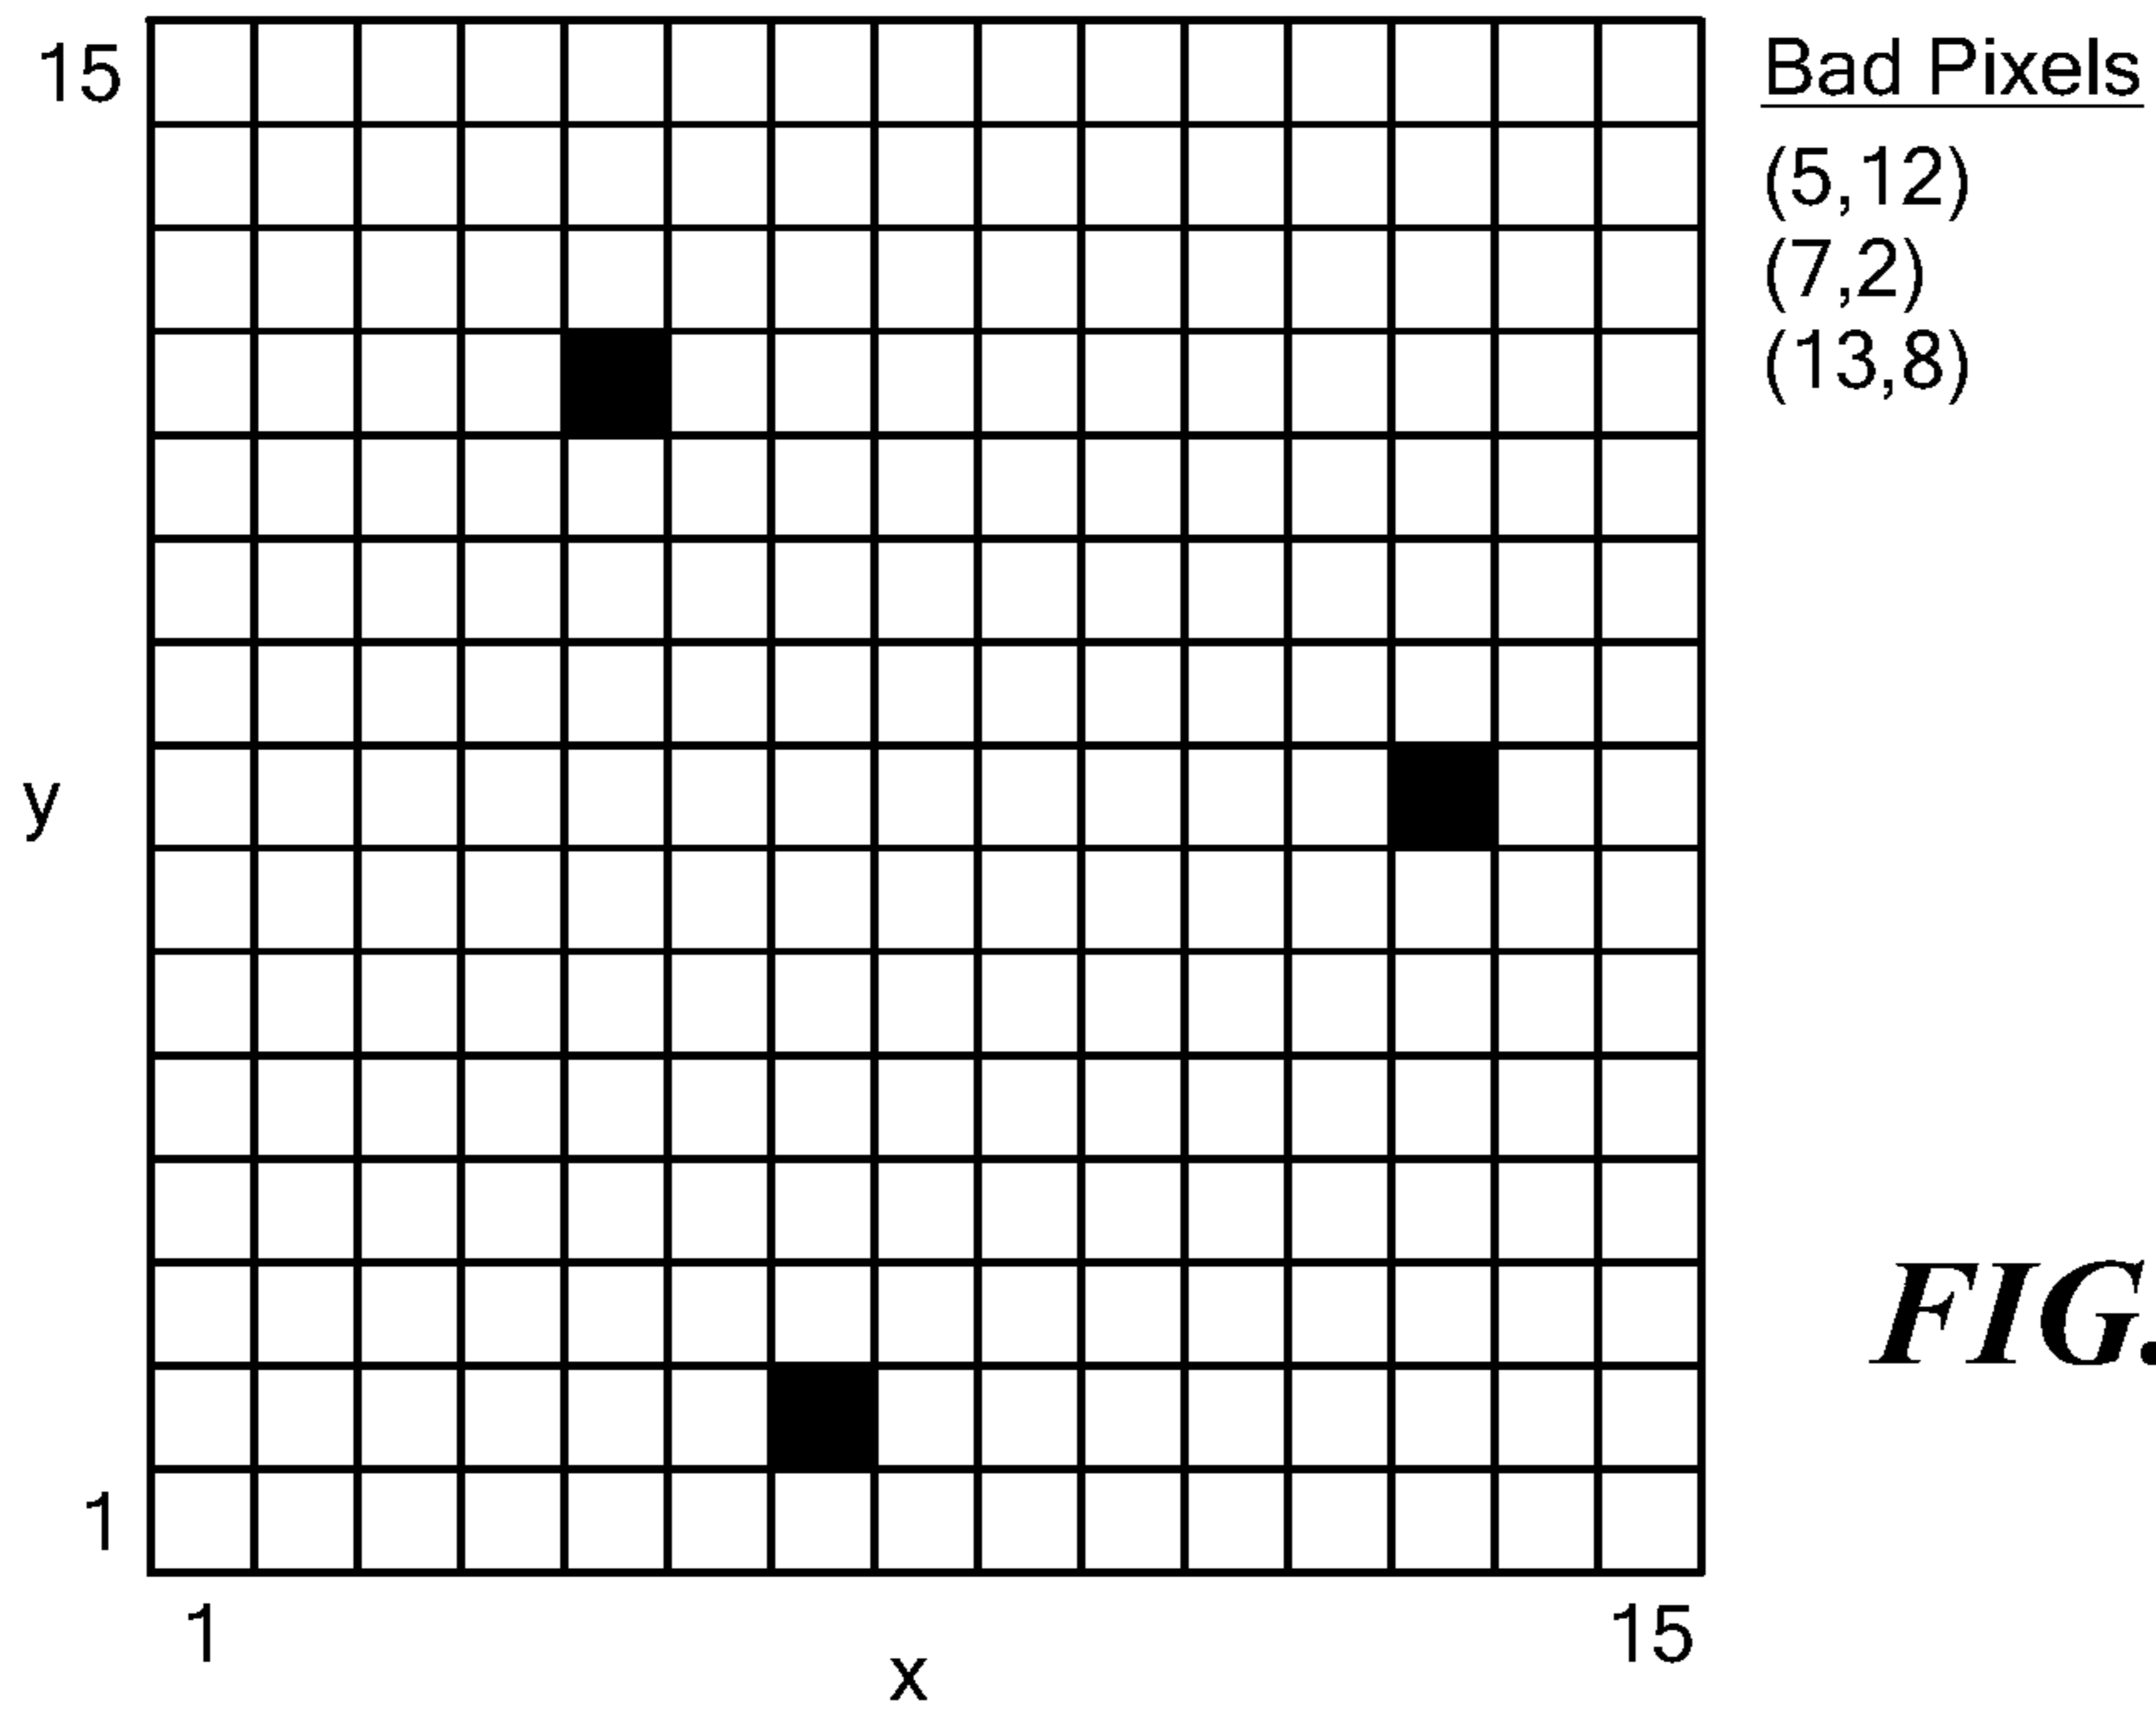 15
Bad Pixels
(5,12)
(7,2)
(13,8)
y
FIG.
1
1
15
x